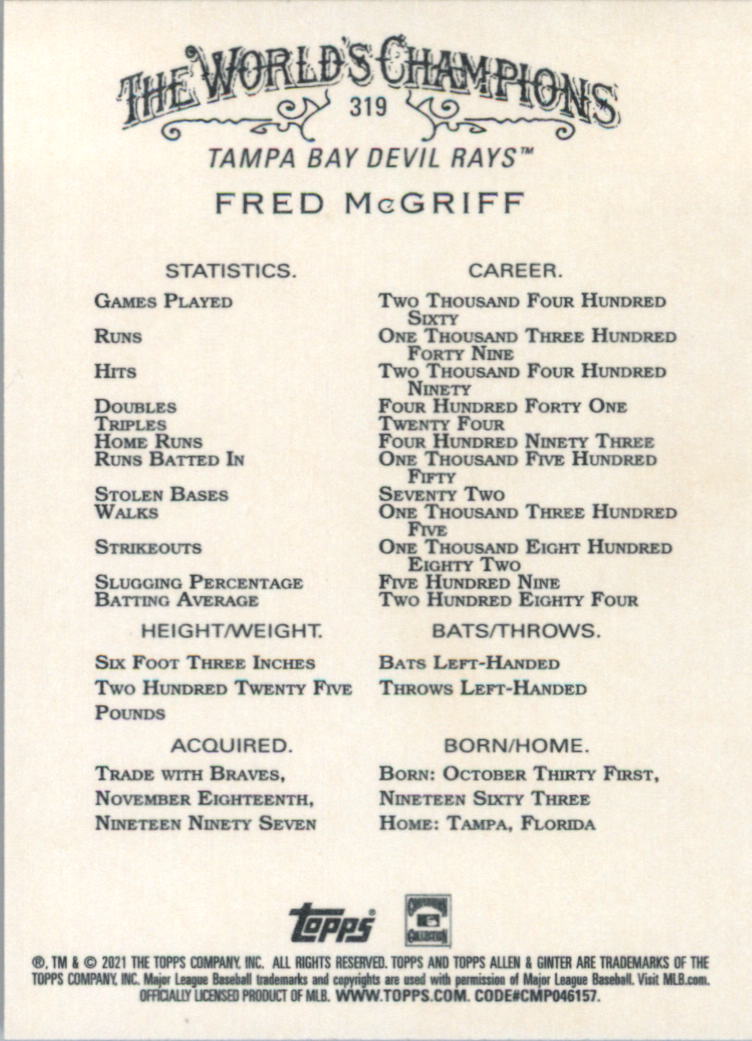 THE WORLD'S CHAMPIONS
319
TAMPA BAY DEVIL RAYS™
FRED McGRIFF
STATISTICS. CAREER.
GAMES PLAYED TWO THOUSAND FOUR HUNDRED
SIXTY
RUNS ONE THOUSAND THREE HUNDRED
FORTY NINE
HITS TWO THOUSAND FOUR HUNDRED
NINETY
DOUBLES FOUR HUNDRED FORTY ONE
TRIPLES TWENTY FOUR
HOME RUNS FOUR HUNDRED NINETY THREE
RUNS BATTED IN ONE THOUSAND FIVE HUNDRED
FIFTY
STOLEN BASES SEVENTY TWO
WALKS ONE THOUSAND THREE HUNDRED
FIVE
STRIKEOUTS ONE THOUSAND EIGHT HUNDRED
EIGHTY TWO
SLUGGING PERCENTAGE FIVE HUNDRED NINE
BATTING AVERAGE TWO HUNDRED EIGHTY FOUR
HEIGHT/WEIGHT. BATS/THROWS.
SIX FOOT THREE INCHES BATS LEFT-HANDED
TWO HUNDRED TWENTY FIVE THROWS LEFT-HANDED
POUNDS
ACQUIRED. BORN/HOME.
TRADE WITH BRAVES, BORN: OCTOBER THIRTY FIRST,
NOVEMBER EIGHTEENTH, NINETEEN SIXTY THREE
NINETEEN NINETY SEVEN HOME: TAMPA, FLORIDA
topps®
COOPERSTOWN
COLLECTION
®, TM & © 2021 THE TOPPS COMPANY, INC. ALL RIGHTS RESERVED. TOPPS AND TOPPS ALLEN & GINTER ARE TRADEMARKS OF THE
TOPPS COMPANY, INC. Major League Baseball trademarks and copyrights are used with permission of Major League Baseball. Visit MLB.com.
OFFICIALLY LICENSED PRODUCT OF MLB. WWW.TOPPS.COM. CODE#CMP046157.